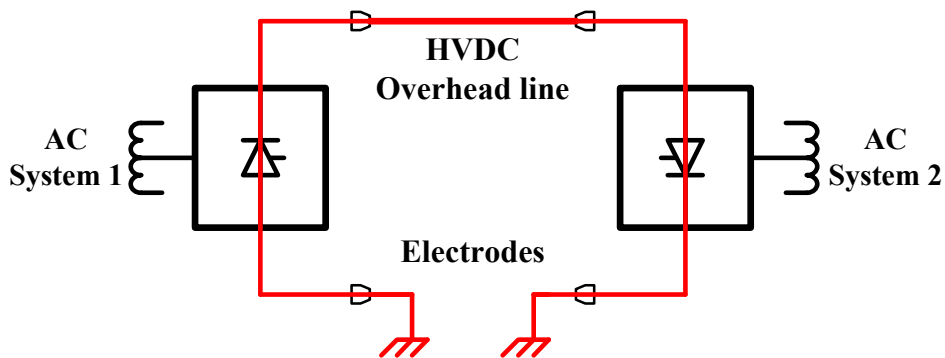 HVDC
Overhead line
AC
System 1
AC
System 2
Electrodes